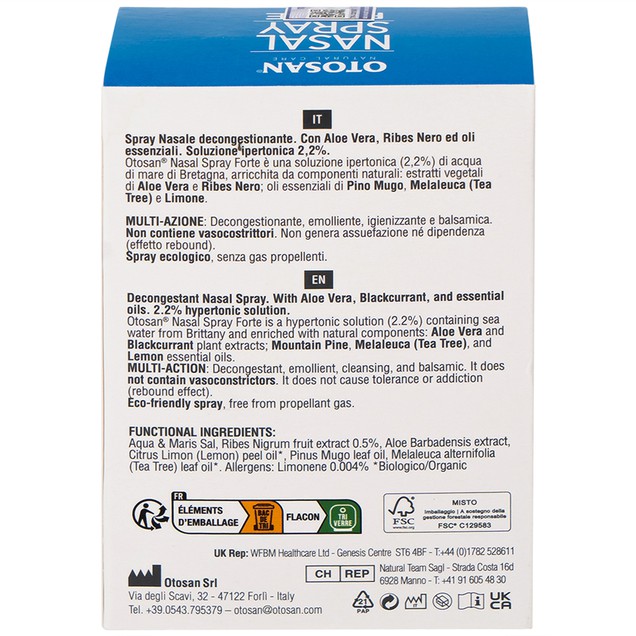 NASAL
SPRAY
NATURAL CARE
OTOSAN®
IT
Spray Nasale decongestionante. Con Aloe Vera, Ribes Nero ed oli
essenziali. Soluzione ipertonica 2,2%.
Otosan® Nasal Spray Forte è una soluzione ipertonica (2,2%) di acqua
di mare di Bretagna, arricchita da componenti naturali: estratti vegetali
di Aloe Vera e Ribes Nero; oli essenziali di Pino Mugo, Melaleuca (Tea
Tree) e Limone.
MULTI-AZIONE: Decongestionante, emolliente, igienizzante e balsamica.
Non contiene vasocostrittori. Non genera assuefazione né dipendenza
(effetto rebound).
Spray ecologico, senza gas propellenti.
EN
Decongestant Nasal Spray. With Aloe Vera, Blackcurrant, and essential
oils. 2.2% hypertonic solution.
Otosan® Nasal Spray Forte is a hypertonic solution (2.2%) containing sea
water from Brittany and enriched with natural components: Aloe Vera and
Blackcurrant plant extracts; Mountain Pine, Melaleuca (Tea Tree), and
Lemon essential oils.
MULTI-ACTION: Decongestant, emollient, cleansing, and balsamic. It does
not contain vasoconstrictors. It does not cause tolerance or addiction
(rebound effect).
Eco-friendly spray, free from propellant gas.
FUNCTIONAL INGREDIENTS:
Aqua & Maris Sal, Ribes Nigrum fruit extract 0.5%, Aloe Barbadensis extract,
Citrus Limon (Lemon) peel oil*, Pinus Mugo leaf oil, Melaleuca alternifolia
(Tea Tree) leaf oil*. Allergens: Limonene 0.004% *Biologico/Organic
FR
ÉLÉMENTS
D'EMBALLAGE
BAC
DE
TRI
FLACON
TRI
VERRE
FSC
www.fsc.org
MISTO
Imballaggio | A sostegno della
gestione forestale responsabile
FSC® C129583
UK Rep: WFBM Healthcare Ltd - Genesis Centre ST6 4BF - T:+44 (0)1782 528611
Otosan Srl
Via degli Scavi, 32 - 47122 Forlì - Italy
Tel. +39.0543.795379 – otosan@otosan.com
CH REP
Natural Team Sagl - Strada Costa 16d
6928 Manno - T:+41 91 605 48 30
21
PAP
UK
CA